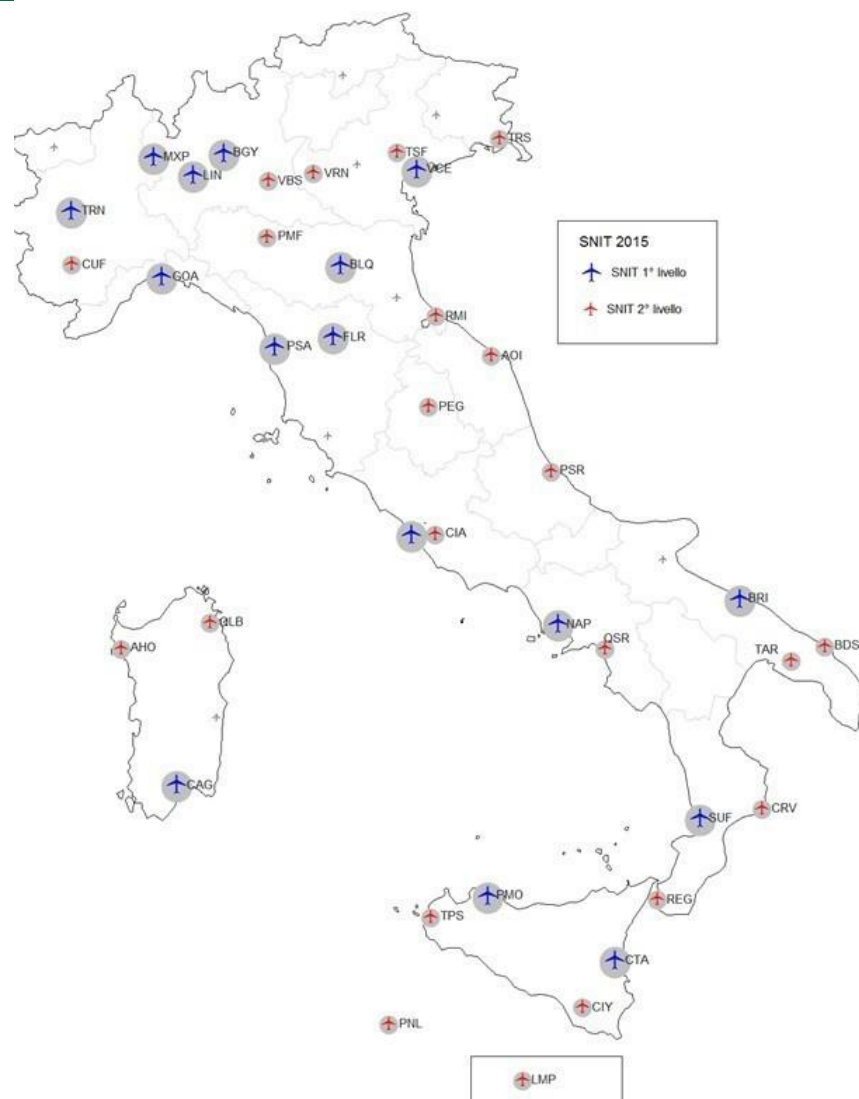 TRS
TSF
MXP
BGY
VCE
LIN
VBS
VRN
TRN
PMF
SNIT 2015
CUF
GOA
BLQ
SNIT 1° livello
SNIT 2° livello
RMI
FLR
PSA
AOI
PEG
PSR
CIA
BRI
OLB
NAP
AHO
QSR
TAR
BDS
CAG
SUF
CRV
PMO
REG
TPS
CTA
CIY
PNL
LMP